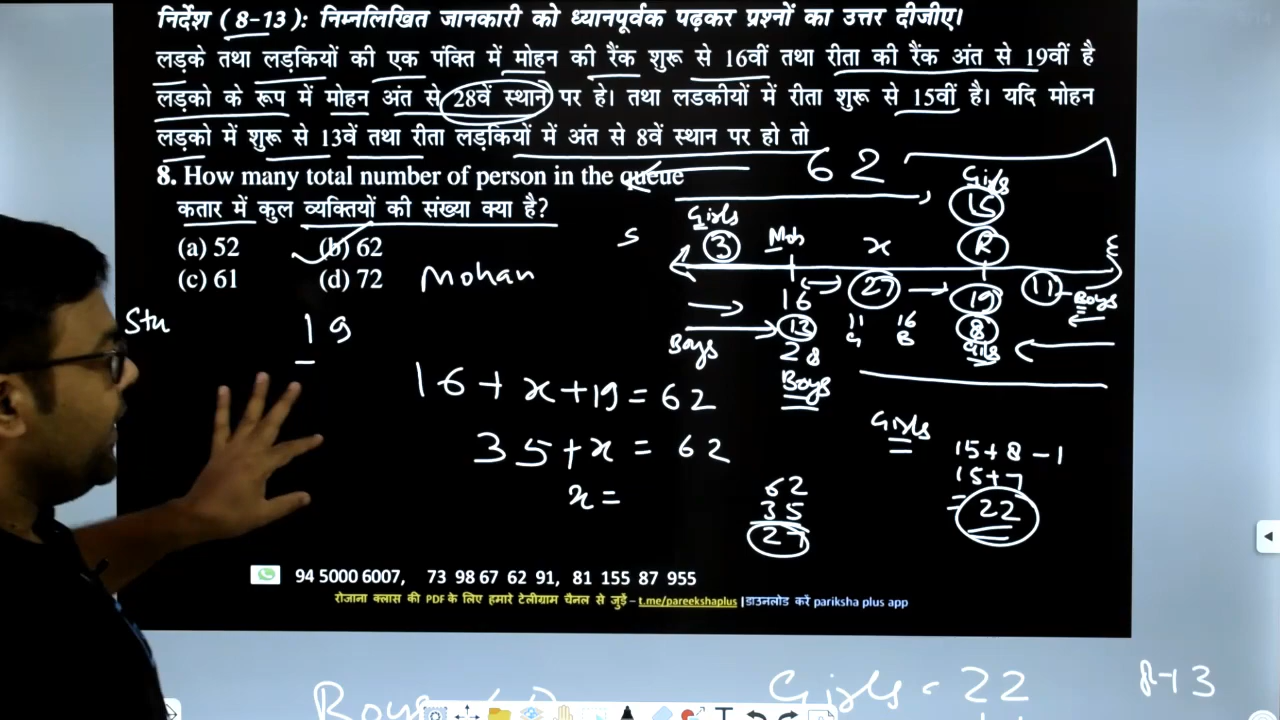 निर्देश (8-13): निम्नलिखित जानकारी को ध्यानपूर्वक पढ़कर प्रश्नों का उत्तर दीजीए।
लड़के तथा लड़कियों की एक पंक्ति में मोहन की रैंक शुरू से 16वीं तथा रीता की रैंक अंत से 19वीं है
लड़को के रूप में मोहन अंत से 28वें स्थान पर हे। तथा लडकीयों में रीता शुरू से 15वीं है। यदि मोहन
लड़को में शुरू से 13वें तथा रीता लड़कियों में अंत से 8वें स्थान पर हो तो
62
8. How many total number of person in the queue
कतार में कुल व्यक्तियों की संख्या क्या है?
(a) 52 (b) 62
(c) 61 (d) 72
Mohan
Girls
15
Girls
S 3 Moh x R E
16 27 19 11 Boys
13 11 16 8
Boys 28 G B Girls
Boys
Stu 19
16 + x + 19 = 62
35 + x = 62
x =
62
35
27
Girls
15 + 8 - 1
15 + 7
= 22
94 5000 6007, 73 98 67 62 91, 81 155 87 955
रोजाना क्लास की PDF के लिए हमारे टेलीग्राम चैनल से जुड़ें – t.me/pareekshaplus | डाउनलोड करें pariksha plus app
Boys Girls = 22 8-13
T